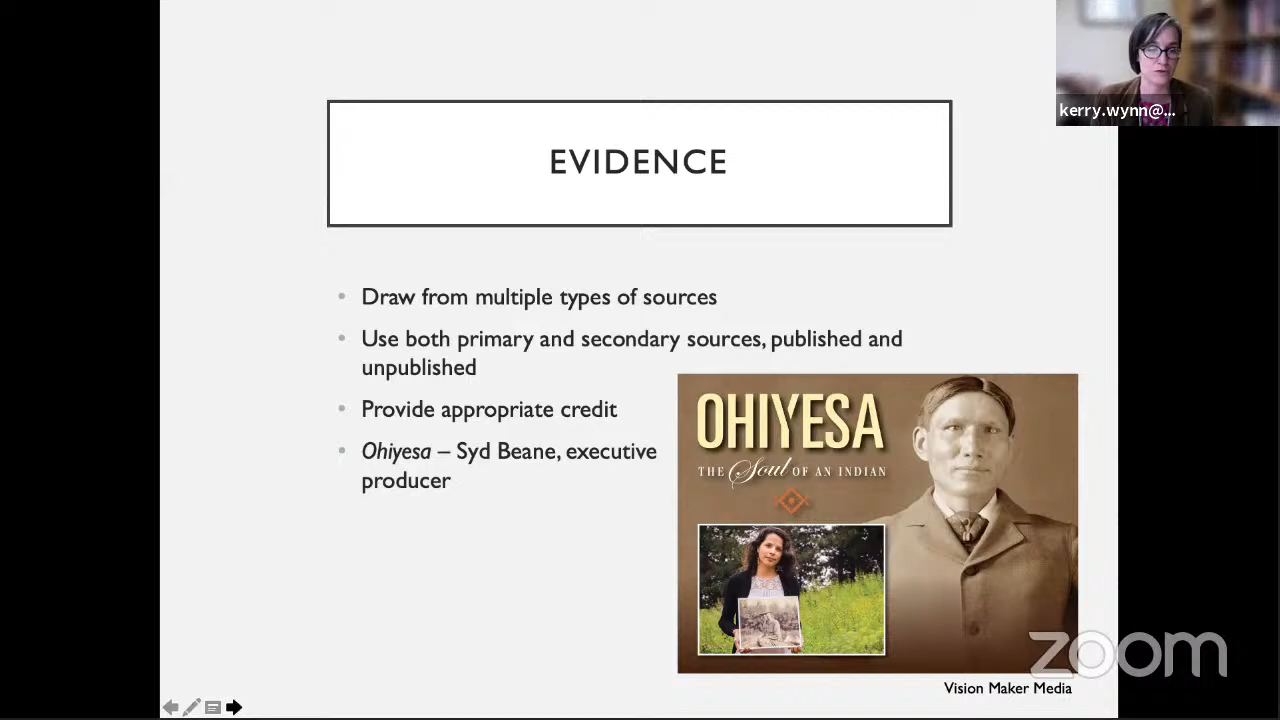 kerry.wynn@...
EVIDENCE
• Draw from multiple types of sources
• Use both primary and secondary sources, published and
unpublished
• Provide appropriate credit
• Ohiyesa – Syd Beane, executive
producer
OHIYESA
THE Soul OF AN INDIAN
zoom
Vision Maker Media